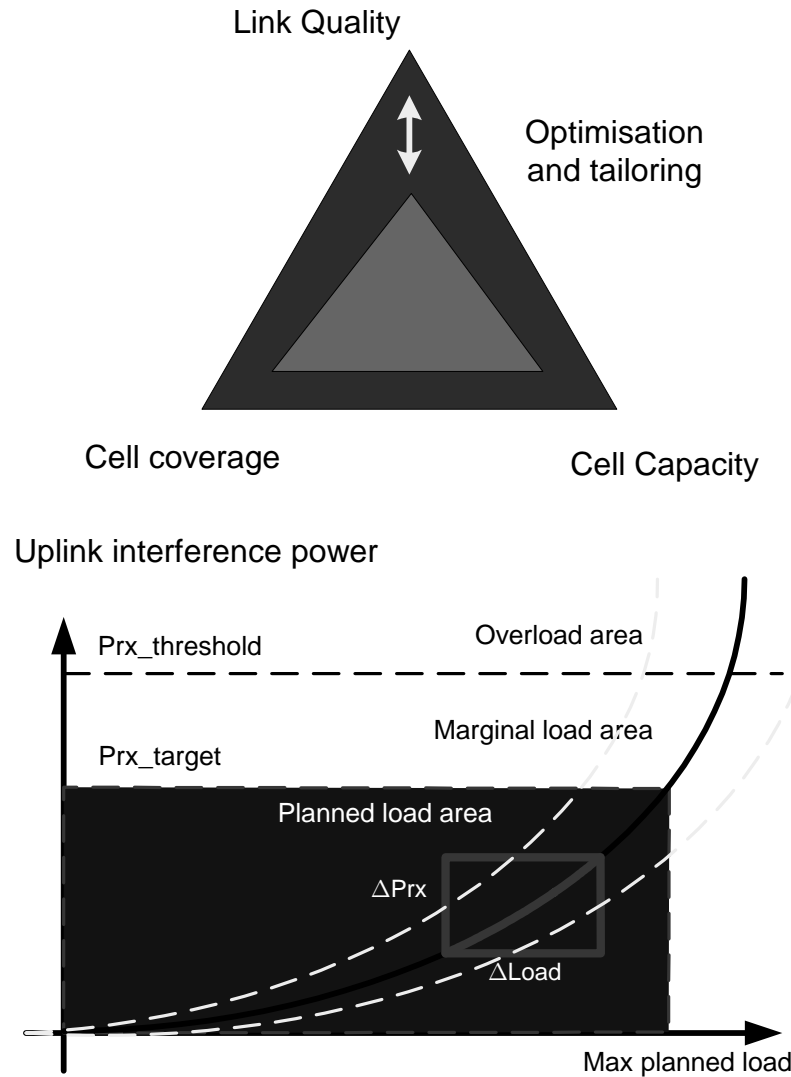 Link Quality
Optimisation
and tailoring
Cell coverage
Cell Capacity
Uplink interference power
Prx_threshold
Overload area
Marginal load area
Prx_target
Planned load area
ΔPrx
ΔLoad
Max planned load